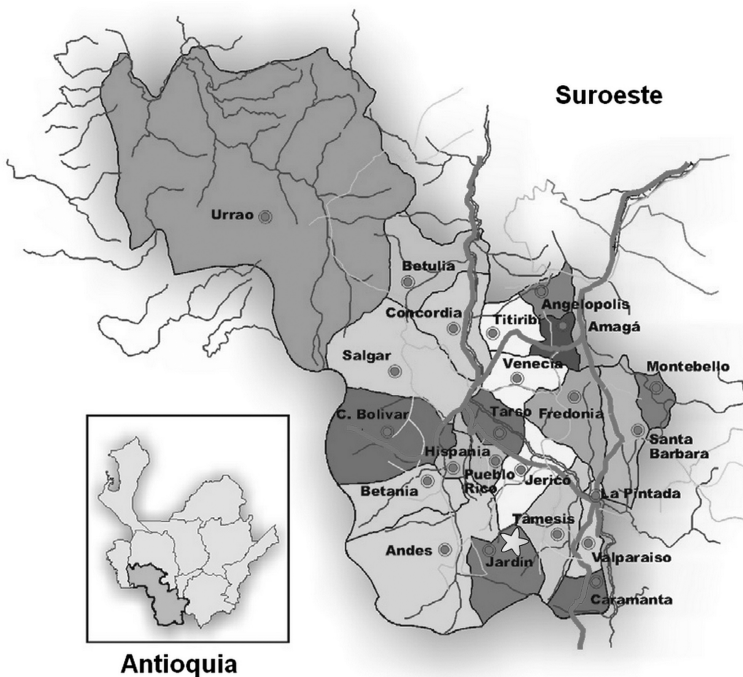 Suroeste
Urrao
Betulia
Angelopolis
Concordia
Titiribí
Amagá
Salgar
Venecia
Montebello
C. Bolivar
Tarso
Fredonia
Santa
Barbara
Hispania
Pueblo
Rico
Jericó
Betania
La Pintada
Támesis
Andes
Jardín
Valparaiso
Caramanta
Antioquia